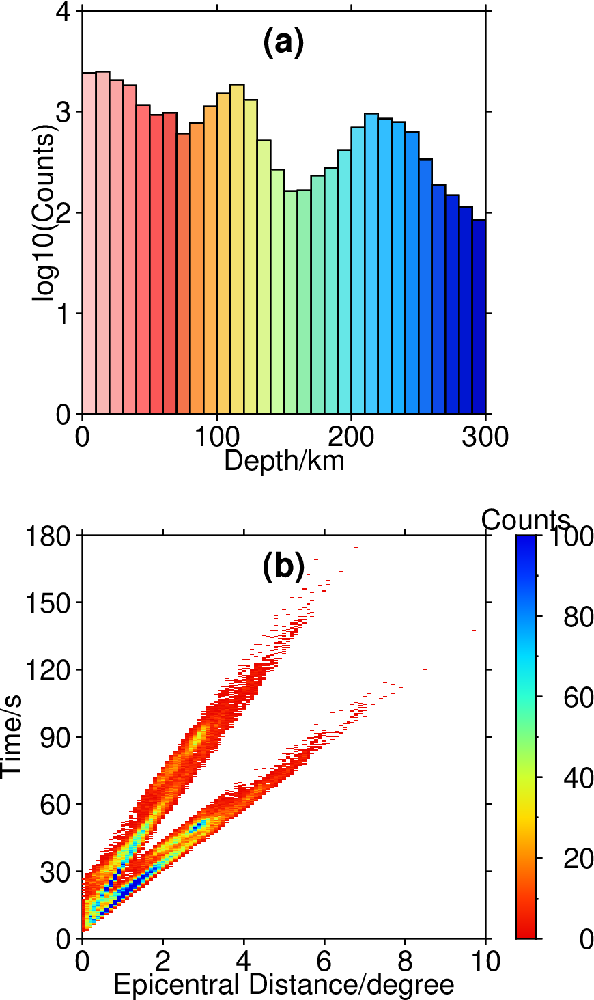 (a)
4
3
2
1
0
log10(Counts)
0 100 200 300
Depth/km
Counts
(b)
180
150
120
90
60
30
0
Time/s
0 2 4 6 8 10
Epicentral Distance/degree
100
80
60
40
20
0